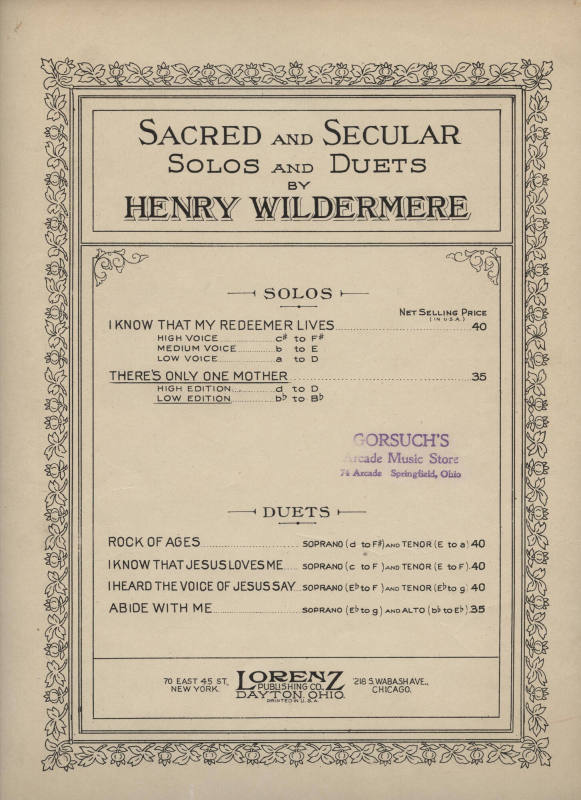 SACRED AND SECULAR
SOLOS AND DUETS
BY
HENRY WILDERMERE
SOLOS
NET SELLING PRICE
(IN U.S.A.)
I KNOW THAT MY REDEEMER LIVES 40
HIGH VOICE c♯ to F♯
MEDIUM VOICE b to E
LOW VOICE a to D
THERE'S ONLY ONE MOTHER 35
HIGH EDITION d to D
LOW EDITION b♭ to B♭
GORSUCH'S
Arcade Music Store
74 Arcade Springfield, Ohio
DUETS
ROCK OF AGES SOPRANO (d to F♯) AND TENOR (E to a) 40
I KNOW THAT JESUS LOVES ME SOPRANO (c to F) AND TENOR (E to F) 40
I HEARD THE VOICE OF JESUS SAY SOPRANO (E♭ to F) AND TENOR (E♭ to g) 40
ABIDE WITH ME SOPRANO (E♭ to g) AND ALTO (b♭ to E♭) 35
70 EAST 45 ST. NEW YORK.
LORENZ
PUBLISHING CO.
DAYTON, OHIO.
PRINTED IN U.S.A.
218 S. WABASH AVE., CHICAGO.